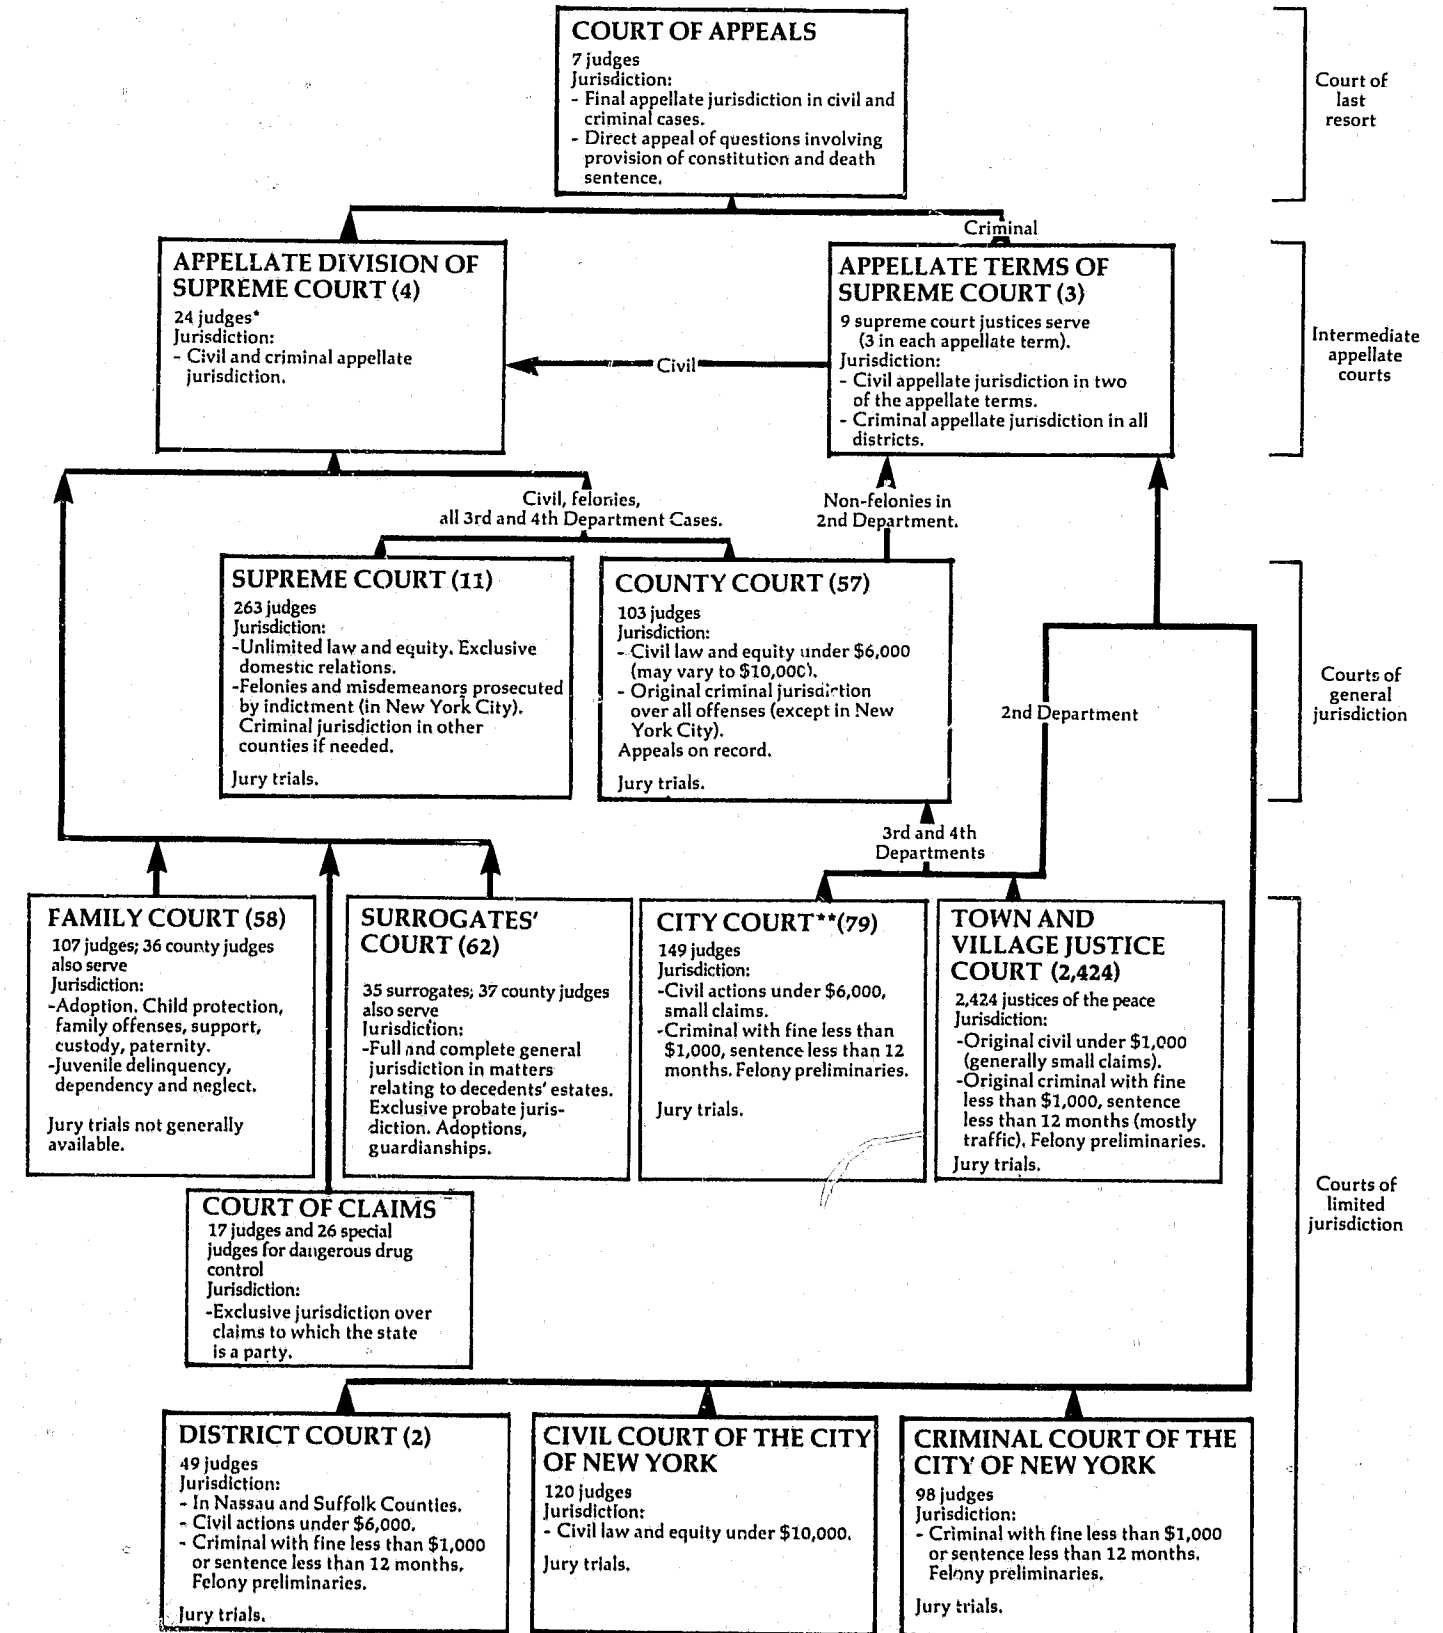 COURT OF APPEALS
7 judges
Jurisdiction:
- Final appellate jurisdiction in civil and
criminal cases.
- Direct appeal of questions involving
provision of constitution and death
sentence.
Court of
last
resort
Criminal
APPELLATE DIVISION OF
SUPREME COURT (4)
24 judges*
Jurisdiction:
- Civil and criminal appellate
jurisdiction.
Civil
APPELLATE TERMS OF
SUPREME COURT (3)
9 supreme court justices serve
(3 in each appellate term).
Jurisdiction:
- Civil appellate jurisdiction in two
of the appellate terms.
- Criminal appellate jurisdiction in all
districts.
Intermediate
appellate
courts
Civil, felonies,
all 3rd and 4th Department Cases.
Non-felonies in
2nd Department.
SUPREME COURT (11)
263 judges
Jurisdiction:
-Unlimited law and equity. Exclusive
domestic relations.
-Felonies and misdemeanors prosecuted
by indictment (in New York City).
Criminal jurisdiction in other
counties if needed.
Jury trials.
COUNTY COURT (57)
103 judges
Jurisdiction:
- Civil law and equity under $6,000
(may vary to $10,000).
- Original criminal jurisdiction
over all offenses (except in New
York City).
Appeals on record.
Jury trials.
2nd Department
Courts of
general
jurisdiction
3rd and 4th
Departments
FAMILY COURT (58)
107 judges; 36 county judges
also serve
Jurisdiction:
-Adoption. Child protection,
family offenses, support,
custody, paternity.
-Juvenile delinquency,
dependency and neglect.
Jury trials not generally
available.
SURROGATES'
COURT (62)
35 surrogates; 37 county judges
also serve
Jurisdiction:
-Full and complete general
jurisdiction in matters
relating to decedents' estates.
Exclusive probate juris-
diction. Adoptions,
guardianships.
CITY COURT**(79)
149 judges
Jurisdiction:
-Civil actions under $6,000,
small claims.
-Criminal with fine less than
$1,000, sentence less than 12
months. Felony preliminaries.
Jury trials.
TOWN AND
VILLAGE JUSTICE
COURT (2,424)
2,424 justices of the peace
Jurisdiction:
-Original civil under $1,000
(generally small claims).
-Original criminal with fine
less than $1,000, sentence
less than 12 months (mostly
traffic). Felony preliminaries.
Jury trials.
Courts of
limited
jurisdiction
COURT OF CLAIMS
17 judges and 26 special
judges for dangerous drug
control
Jurisdiction:
-Exclusive jurisdiction over
claims to which the state
is a party.
DISTRICT COURT (2)
49 judges
Jurisdiction:
- In Nassau and Suffolk Counties.
- Civil actions under $6,000.
- Criminal with fine less than $1,000
or sentence less than 12 months.
Felony preliminaries.
Jury trials.
CIVIL COURT OF THE CITY
OF NEW YORK
120 judges
Jurisdiction:
- Civil law and equity under $10,000.
Jury trials.
CRIMINAL COURT OF THE
CITY OF NEW YORK
98 judges
Jurisdiction:
- Criminal with fine less than $1,000
or sentence less than 12 months.
Felony preliminaries.
Jury trials.